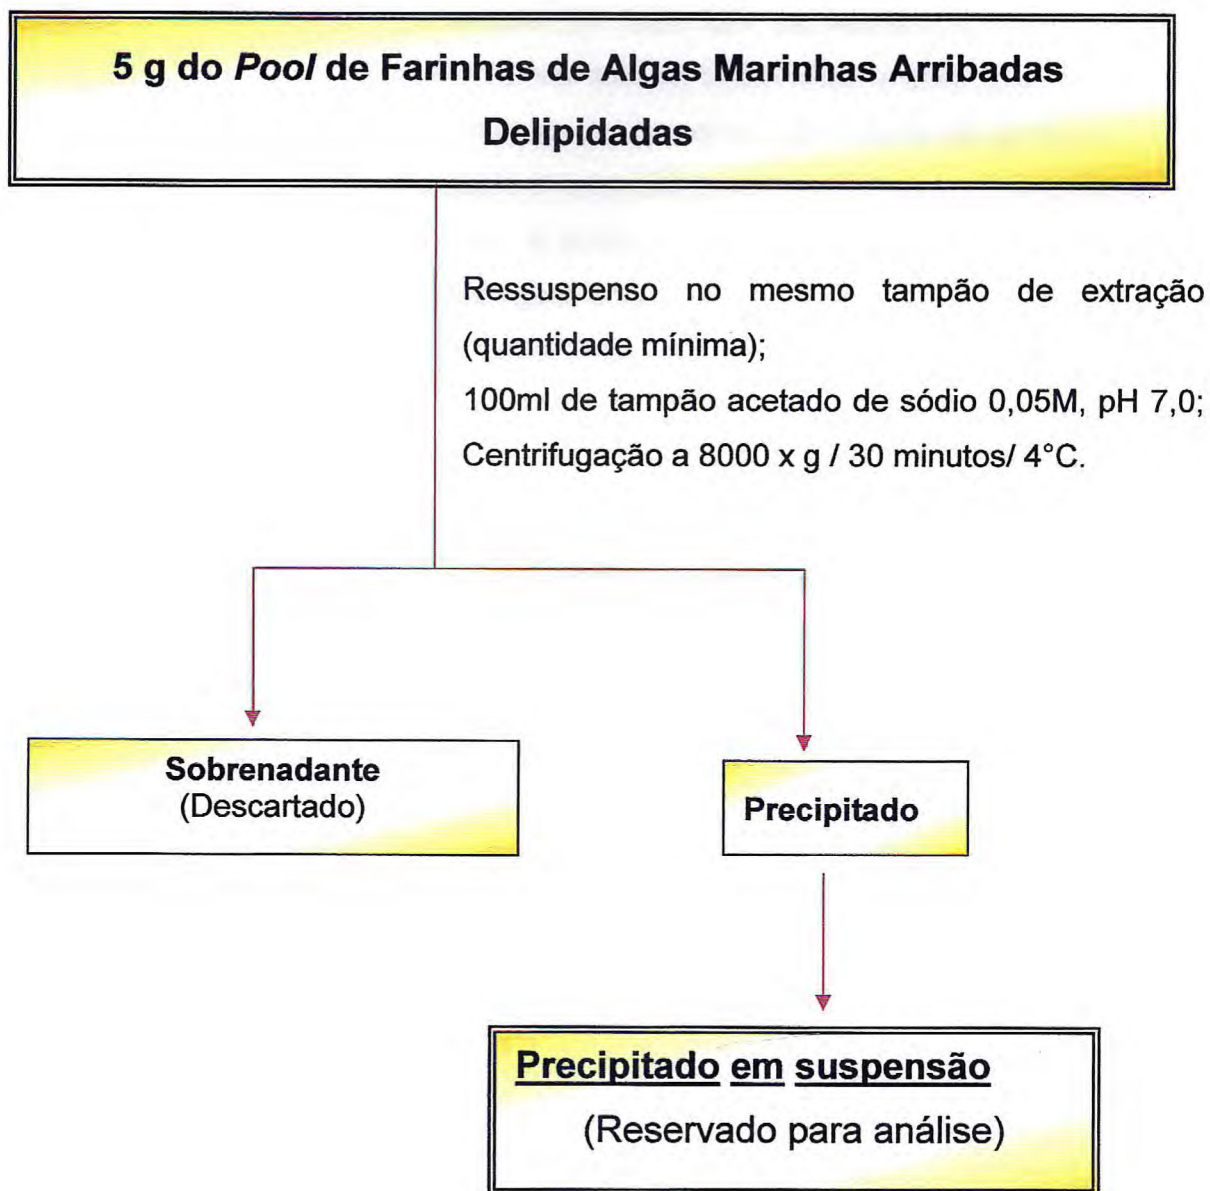 5 g do Pool de Farinhas de Algas Marinhas Arribadas
Delipidadas
Ressuspenso no mesmo tampão de extração
(quantidade mínima);
100ml de tampão acetado de sódio 0,05M, pH 7,0;
Centrifugação a 8000 x g / 30 minutos/ 4°C.
Sobrenadante
(Descartado)
Precipitado
Precipitado em suspensão
(Reservado para análise)